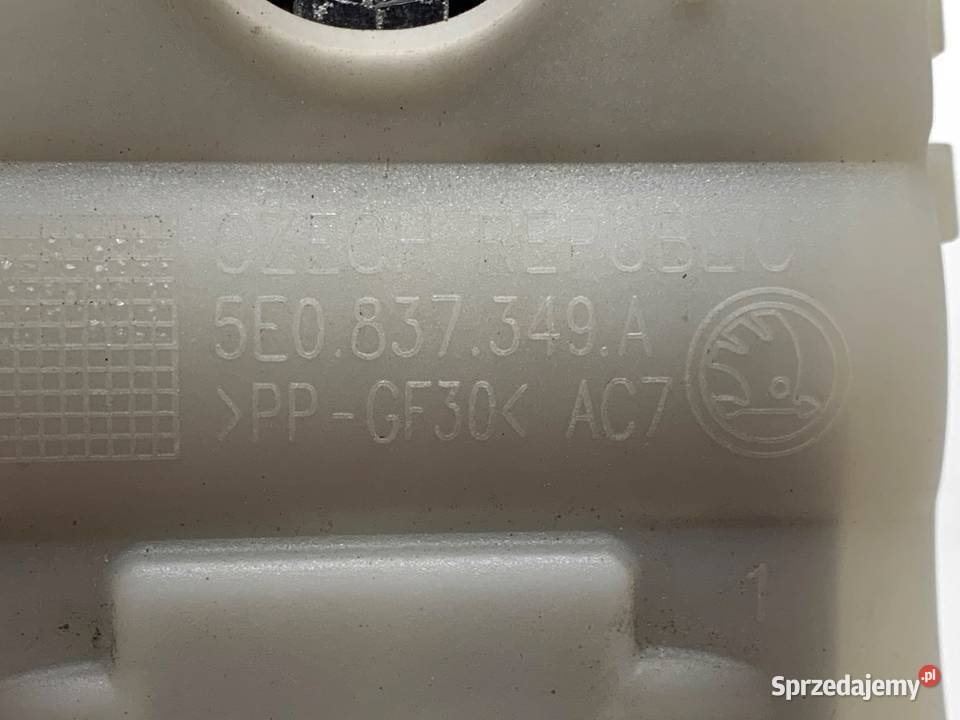 CZECH REPUBLIC
5E0.837.349.A
>PP-GF30< AC7
1
Sprzedajemy.pl